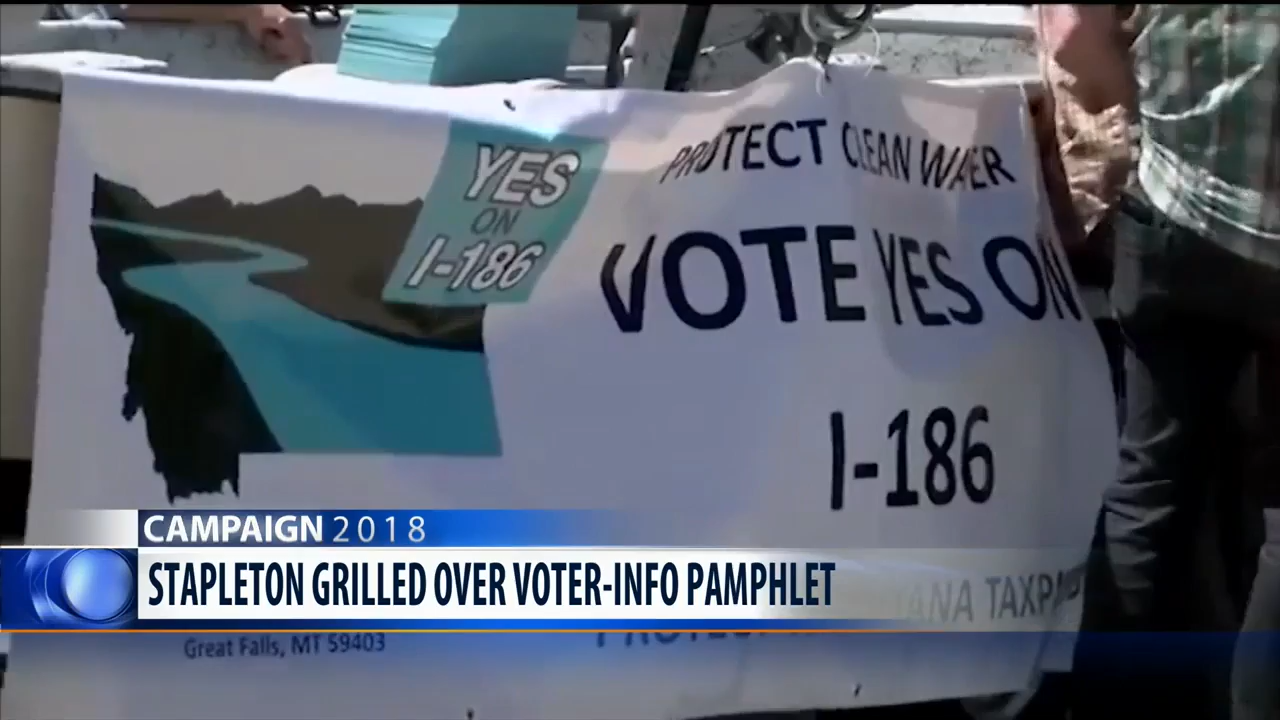 YES
ON
I-186
PROTECT CLEAN WATER
VOTE YES ON
I-186
CAMPAIGN 2018
STAPLETON GRILLED OVER VOTER-INFO PAMPHLET
Great Falls, MT 59403